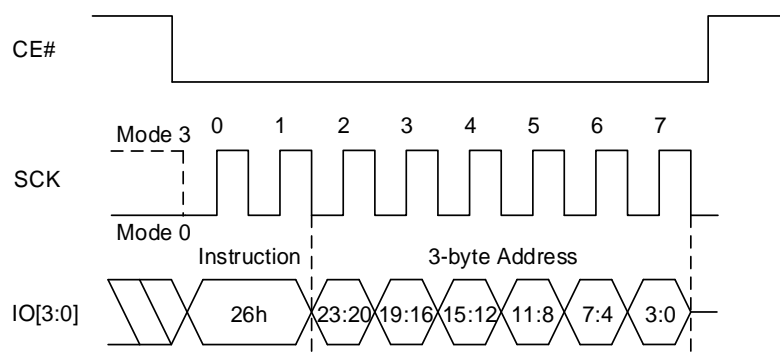 CE#
Mode 3 0 1 2 3 4 5 6 7
SCK
Mode 0
Instruction 3-byte Address
IO[3:0] 26h 23:20 19:16 15:12 11:8 7:4 3:0